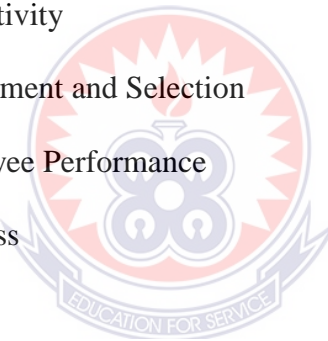 tivity
ment and Selection
yee Performance
ss
EDUCATION FOR SERVICE